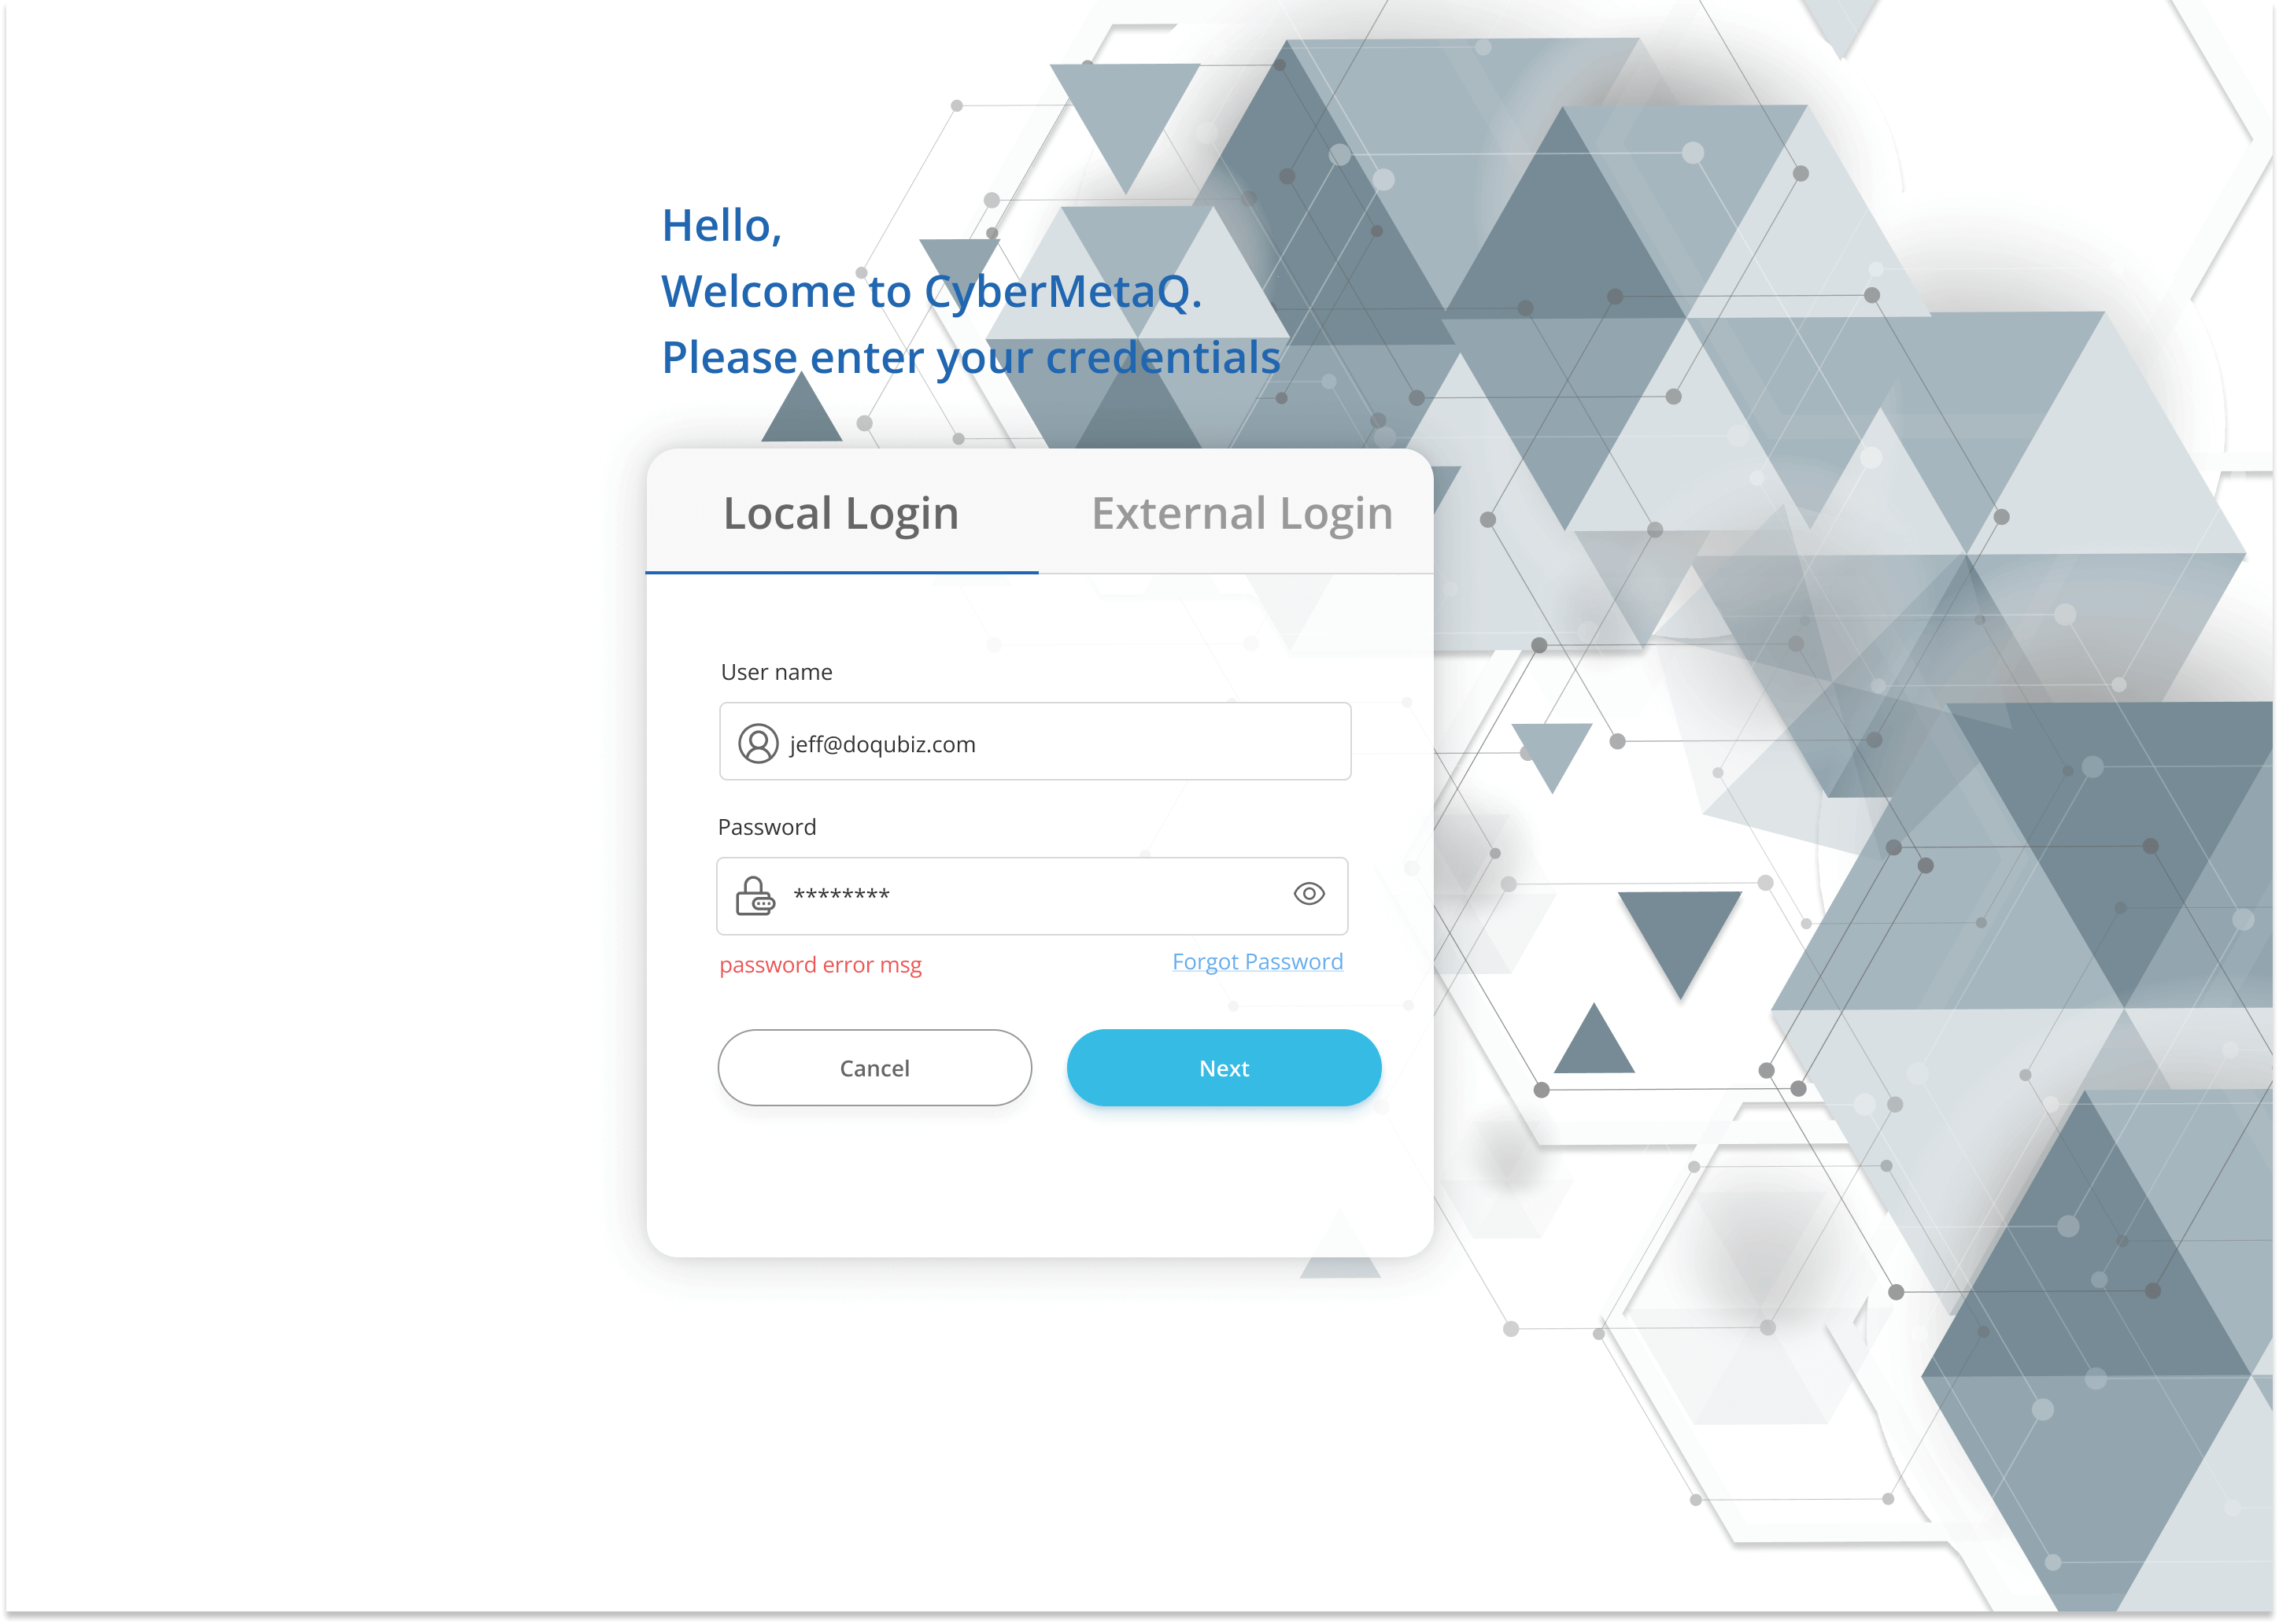 Hello,
Welcome to CyberMetaQ.
Please enter your credentials
Local Login External Login
User name
jeff@doqubiz.com
Password
********
password error msg Forgot Password
Cancel Next